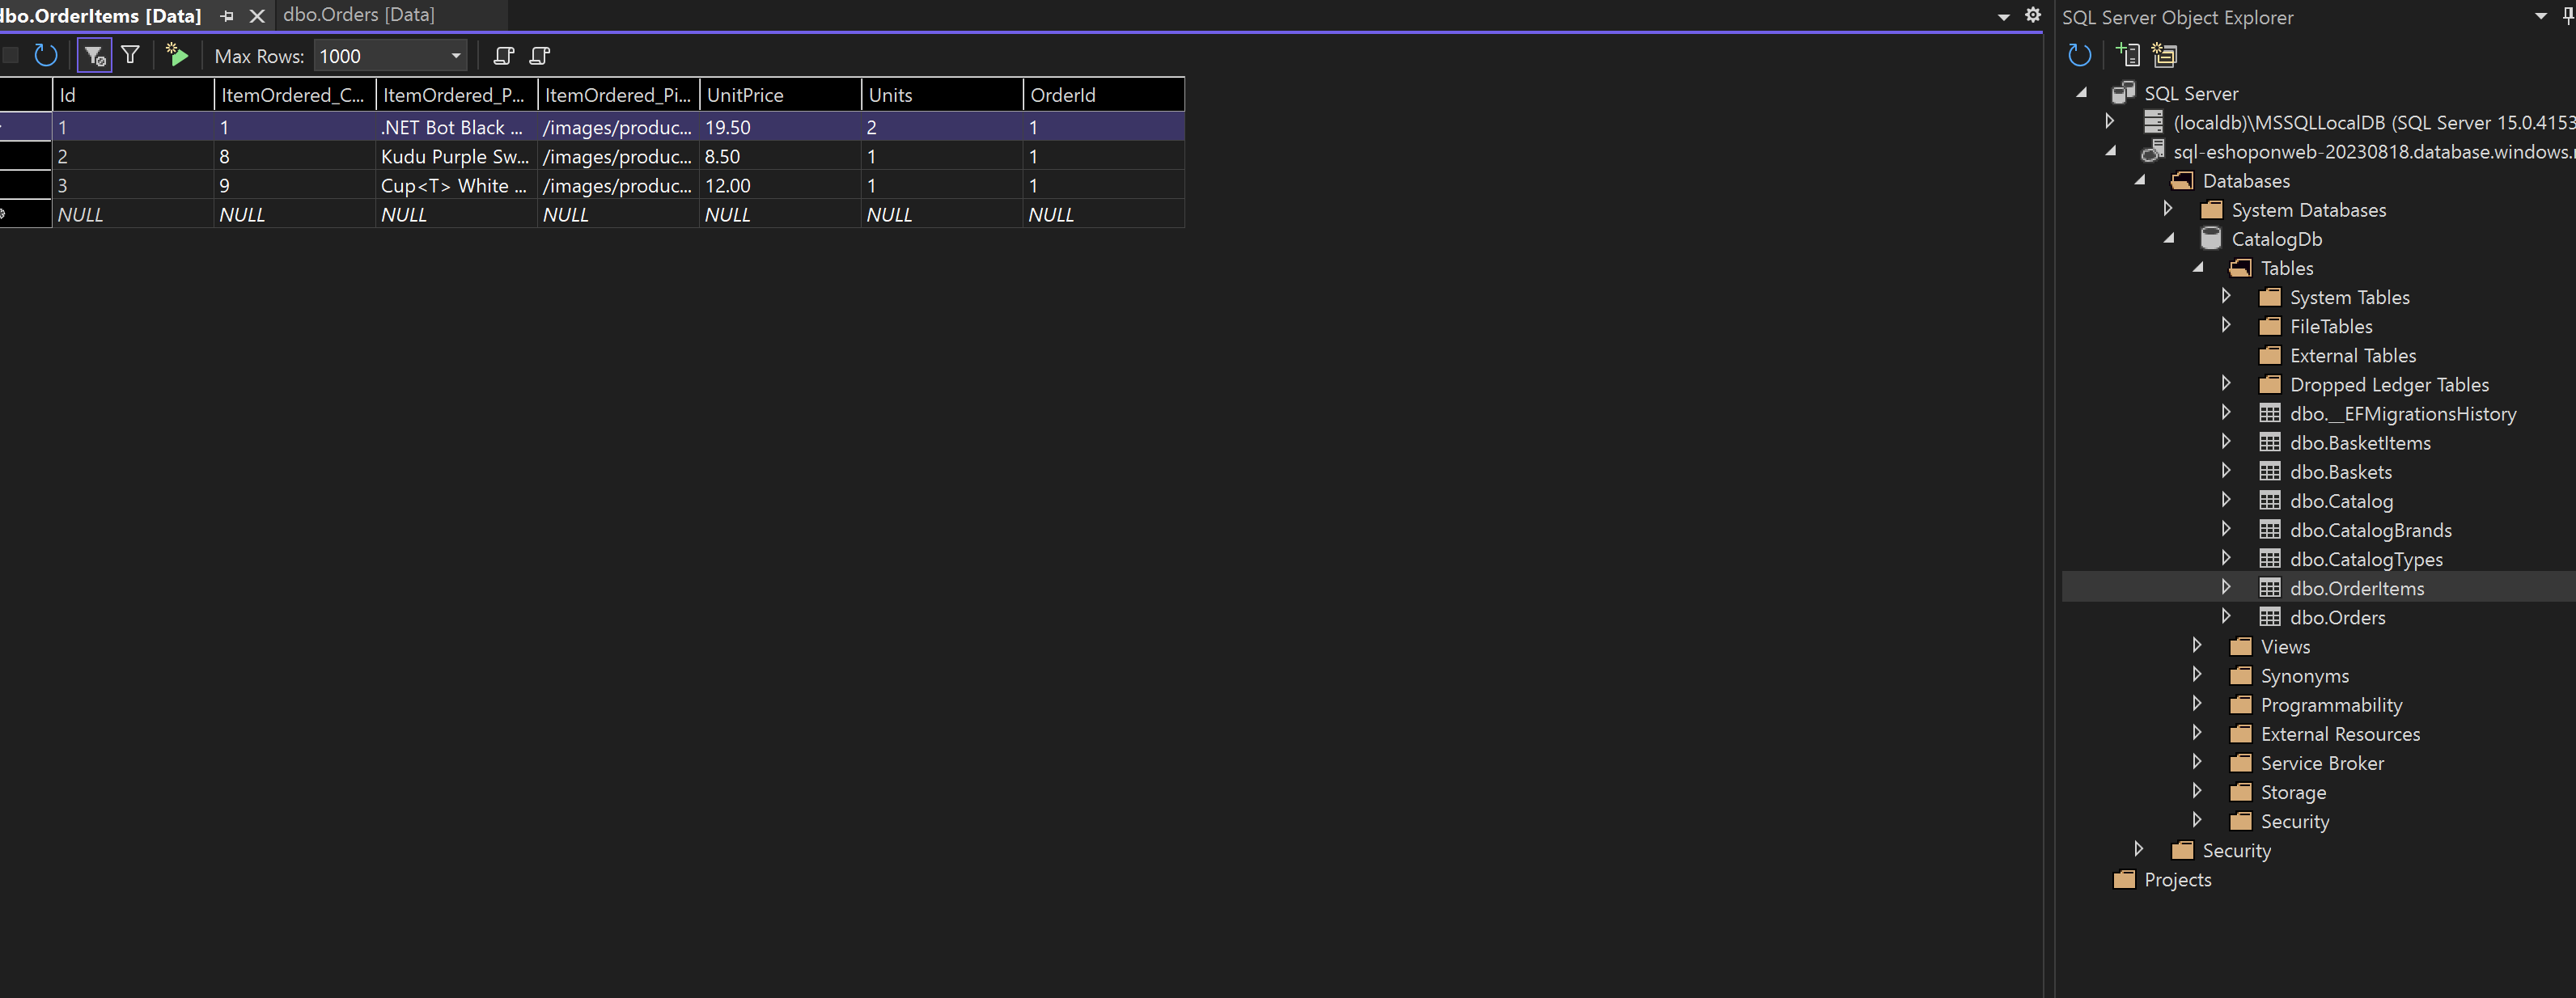 dbo.OrderItems [Data] dbo.Orders [Data]
Max Rows: 1000
Id ItemOrdered_C... ItemOrdered_P... ItemOrdered_Pi... UnitPrice Units OrderId
1 1 .NET Bot Black ... /images/produc... 19.50 2 1
2 8 Kudu Purple Sw... /images/produc... 8.50 1 1
3 9 Cup<T> White ... /images/produc... 12.00 1 1
NULL NULL NULL NULL NULL NULL NULL
SQL Server Object Explorer
SQL Server
(localdb)\MSSQLLocalDB (SQL Server 15.0.4153
sql-eshoponweb-20230818.database.windows.
Databases
System Databases
CatalogDb
Tables
System Tables
FileTables
External Tables
Dropped Ledger Tables
dbo.__EFMigrationsHistory
dbo.BasketItems
dbo.Baskets
dbo.Catalog
dbo.CatalogBrands
dbo.CatalogTypes
dbo.OrderItems
dbo.Orders
Views
Synonyms
Programmability
External Resources
Service Broker
Storage
Security
Security
Projects